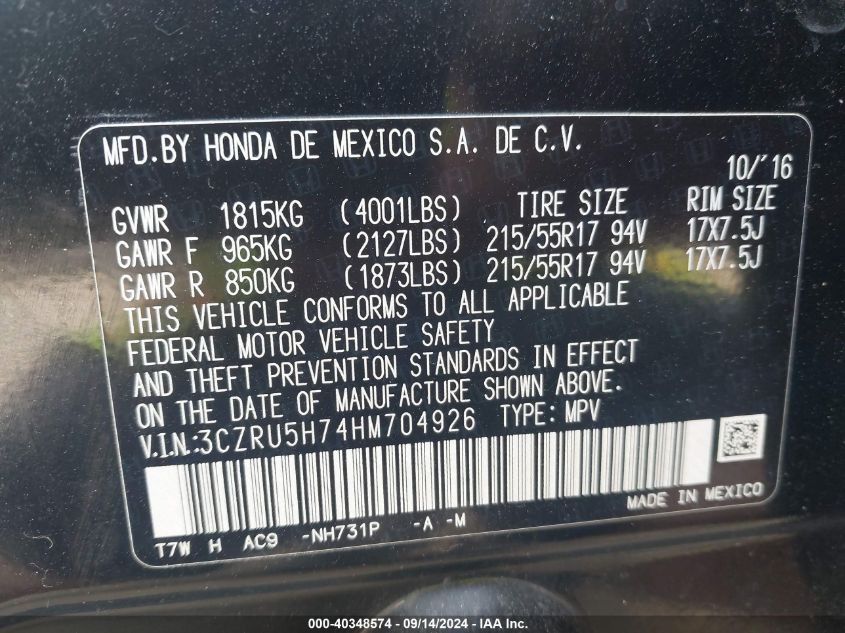 MFD.BY HONDA DE MEXICO S.A. DE C.V.
10/'16
GVWR 1815KG (4001LBS) TIRE SIZE RIM SIZE
GAWR F 965KG (2127LBS) 215/55R17 94V 17X7.5J
GAWR R 850KG (1873LBS) 215/55R17 94V 17X7.5J
THIS VEHICLE CONFORMS TO ALL APPLICABLE
FEDERAL MOTOR VEHICLE SAFETY
AND THEFT PREVENTION STANDARDS IN EFFECT
ON THE DATE OF MANUFACTURE SHOWN ABOVE.
V.I.N.:3CZRU5H74HM704926 TYPE: MPV
MADE IN MEXICO
T7W H AC9 -NH731P -A -M
000-40348574 - 09/14/2024 - IAA Inc.